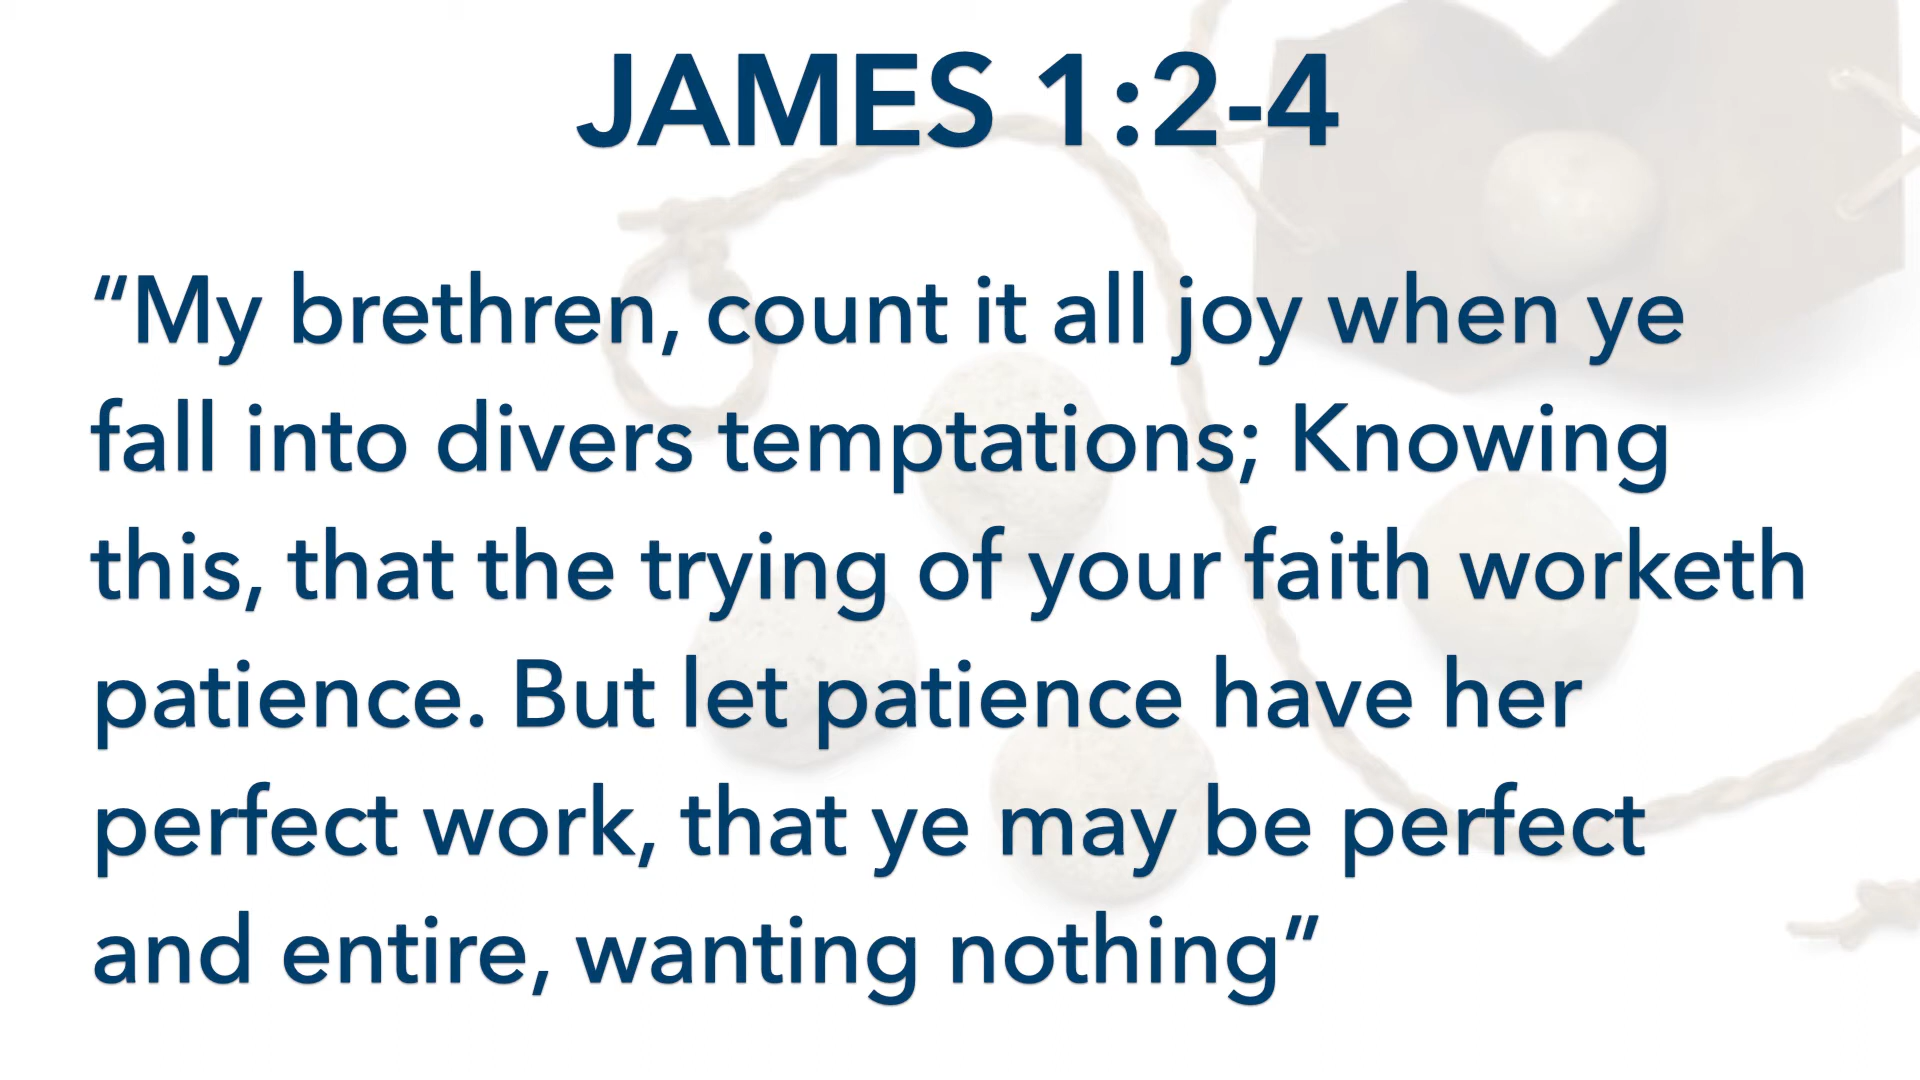 JAMES 1:2-4
“My brethren, count it all joy when ye
fall into divers temptations; Knowing
this, that the trying of your faith worketh
patience. But let patience have her
perfect work, that ye may be perfect
and entire, wanting nothing”